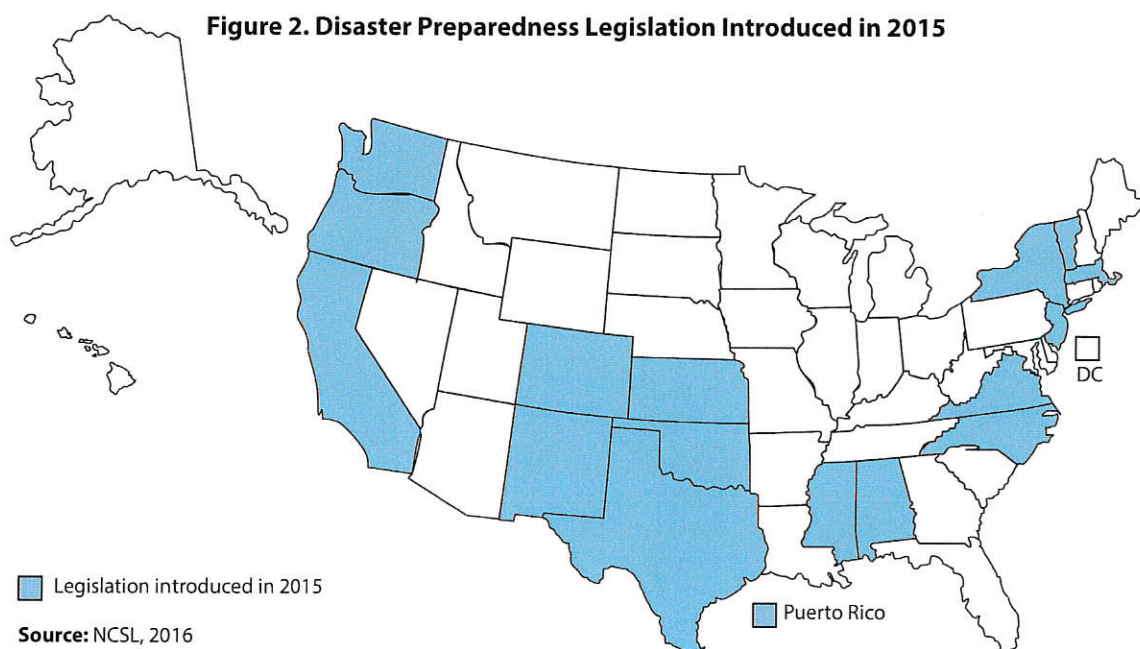 Figure 2. Disaster Preparedness Legislation Introduced in 2015
DC
Legislation introduced in 2015
Puerto Rico
Source: NCSL, 2016